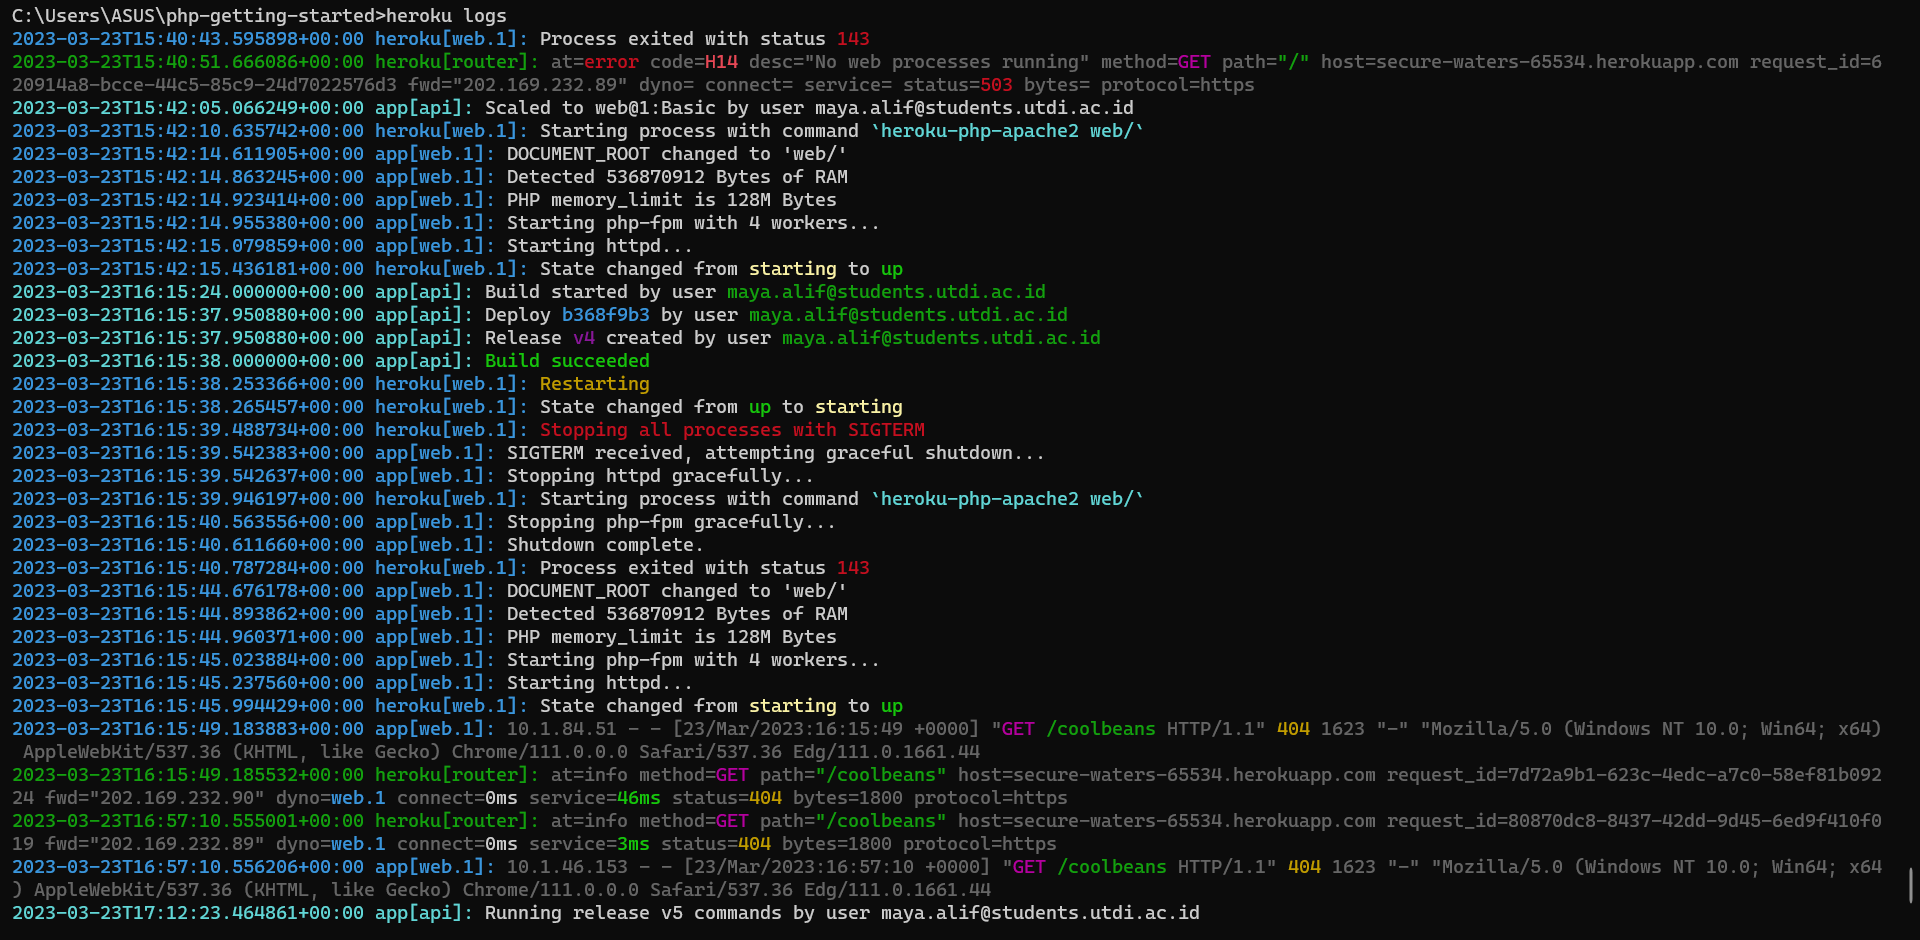 C:\Users\ASUS\php-getting-started>heroku logs
2023-03-23T15:40:43.595898+00:00 heroku[web.1]: Process exited with status 143
2023-03-23T15:40:51.666086+00:00 heroku[router]: at=error code=H14 desc="No web processes running" method=GET path="/" host=secure-waters-65534.herokuapp.com request_id=6
20914a8-bcce-44c5-85c9-24d7022576d3 fwd="202.169.232.89" dyno= connect= service= status=503 bytes= protocol=https
2023-03-23T15:42:05.066249+00:00 app[api]: Scaled to web@1:Basic by user maya.alif@students.utdi.ac.id
2023-03-23T15:42:10.635742+00:00 heroku[web.1]: Starting process with command `heroku-php-apache2 web/`
2023-03-23T15:42:14.611905+00:00 app[web.1]: DOCUMENT_ROOT changed to 'web/'
2023-03-23T15:42:14.863245+00:00 app[web.1]: Detected 536870912 Bytes of RAM
2023-03-23T15:42:14.923414+00:00 app[web.1]: PHP memory_limit is 128M Bytes
2023-03-23T15:42:14.955380+00:00 app[web.1]: Starting php-fpm with 4 workers...
2023-03-23T15:42:15.079859+00:00 app[web.1]: Starting httpd...
2023-03-23T15:42:15.436181+00:00 heroku[web.1]: State changed from starting to up
2023-03-23T16:15:24.000000+00:00 app[api]: Build started by user maya.alif@students.utdi.ac.id
2023-03-23T16:15:37.950880+00:00 app[api]: Deploy b368f9b3 by user maya.alif@students.utdi.ac.id
2023-03-23T16:15:37.950880+00:00 app[api]: Release v4 created by user maya.alif@students.utdi.ac.id
2023-03-23T16:15:38.000000+00:00 app[api]: Build succeeded
2023-03-23T16:15:38.253366+00:00 heroku[web.1]: Restarting
2023-03-23T16:15:38.265457+00:00 heroku[web.1]: State changed from up to starting
2023-03-23T16:15:39.488734+00:00 heroku[web.1]: Stopping all processes with SIGTERM
2023-03-23T16:15:39.542383+00:00 app[web.1]: SIGTERM received, attempting graceful shutdown...
2023-03-23T16:15:39.542637+00:00 app[web.1]: Stopping httpd gracefully...
2023-03-23T16:15:39.946197+00:00 heroku[web.1]: Starting process with command `heroku-php-apache2 web/`
2023-03-23T16:15:40.563556+00:00 app[web.1]: Stopping php-fpm gracefully...
2023-03-23T16:15:40.611660+00:00 app[web.1]: Shutdown complete.
2023-03-23T16:15:40.787284+00:00 heroku[web.1]: Process exited with status 143
2023-03-23T16:15:44.676178+00:00 app[web.1]: DOCUMENT_ROOT changed to 'web/'
2023-03-23T16:15:44.893862+00:00 app[web.1]: Detected 536870912 Bytes of RAM
2023-03-23T16:15:44.960371+00:00 app[web.1]: PHP memory_limit is 128M Bytes
2023-03-23T16:15:45.023884+00:00 app[web.1]: Starting php-fpm with 4 workers...
2023-03-23T16:15:45.237560+00:00 app[web.1]: Starting httpd...
2023-03-23T16:15:45.994429+00:00 heroku[web.1]: State changed from starting to up
2023-03-23T16:15:49.183883+00:00 app[web.1]: 10.1.84.51 - - [23/Mar/2023:16:15:49 +0000] "GET /coolbeans HTTP/1.1" 404 1623 "-" "Mozilla/5.0 (Windows NT 10.0; Win64; x64)
AppleWebKit/537.36 (KHTML, like Gecko) Chrome/111.0.0.0 Safari/537.36 Edg/111.0.1661.44
2023-03-23T16:15:49.185532+00:00 heroku[router]: at=info method=GET path="/coolbeans" host=secure-waters-65534.herokuapp.com request_id=7d72a9b1-623c-4edc-a7c0-58ef81b092
24 fwd="202.169.232.90" dyno=web.1 connect=0ms service=46ms status=404 bytes=1800 protocol=https
2023-03-23T16:57:10.555001+00:00 heroku[router]: at=info method=GET path="/coolbeans" host=secure-waters-65534.herokuapp.com request_id=80870dc8-8437-42dd-9d45-6ed9f410f0
19 fwd="202.169.232.89" dyno=web.1 connect=0ms service=3ms status=404 bytes=1800 protocol=https
2023-03-23T16:57:10.556206+00:00 app[web.1]: 10.1.46.153 - - [23/Mar/2023:16:57:10 +0000] "GET /coolbeans HTTP/1.1" 404 1623 "-" "Mozilla/5.0 (Windows NT 10.0; Win64; x64
) AppleWebKit/537.36 (KHTML, like Gecko) Chrome/111.0.0.0 Safari/537.36 Edg/111.0.1661.44
2023-03-23T17:12:23.464861+00:00 app[api]: Running release v5 commands by user maya.alif@students.utdi.ac.id